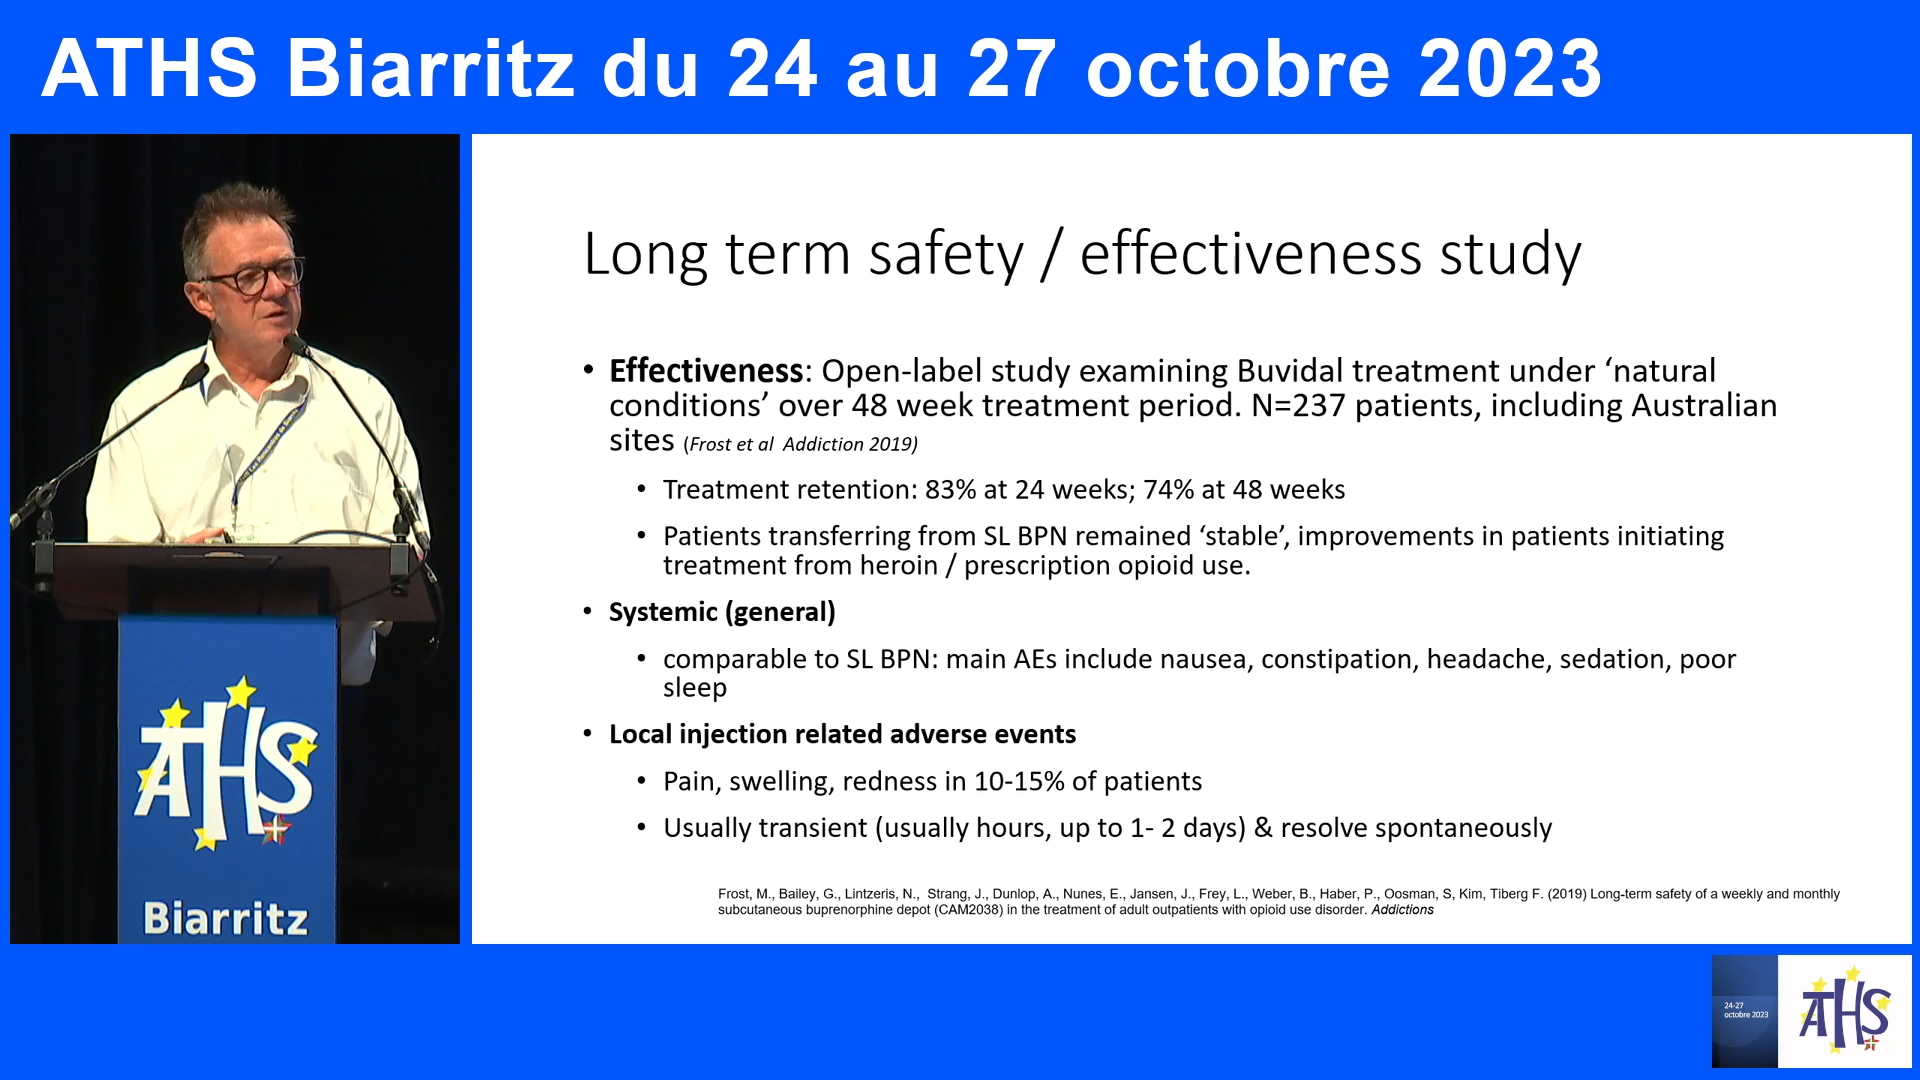 ATHS Biarritz du 24 au 27 octobre 2023
Long term safety / effectiveness study
• Effectiveness: Open-label study examining Buvidal treatment under ‘natural
conditions’ over 48 week treatment period. N=237 patients, including Australian
sites (Frost et al Addiction 2019)
• Treatment retention: 83% at 24 weeks; 74% at 48 weeks
• Patients transferring from SL BPN remained ‘stable’, improvements in patients initiating
treatment from heroin / prescription opioid use.
• Systemic (general)
• comparable to SL BPN: main AEs include nausea, constipation, headache, sedation, poor
sleep
• Local injection related adverse events
• Pain, swelling, redness in 10-15% of patients
• Usually transient (usually hours, up to 1- 2 days) & resolve spontaneously
Frost, M., Bailey, G., Lintzeris, N., Strang, J., Dunlop, A., Nunes, E., Jansen, J., Frey, L., Weber, B., Haber, P., Oosman, S, Kim, Tiberg F. (2019) Long-term safety of a weekly and monthly
subcutaneous buprenorphine depot (CAM2038) in the treatment of adult outpatients with opioid use disorder. Addictions
ATHS
Biarritz
24-27
octobre 2023
ATHS